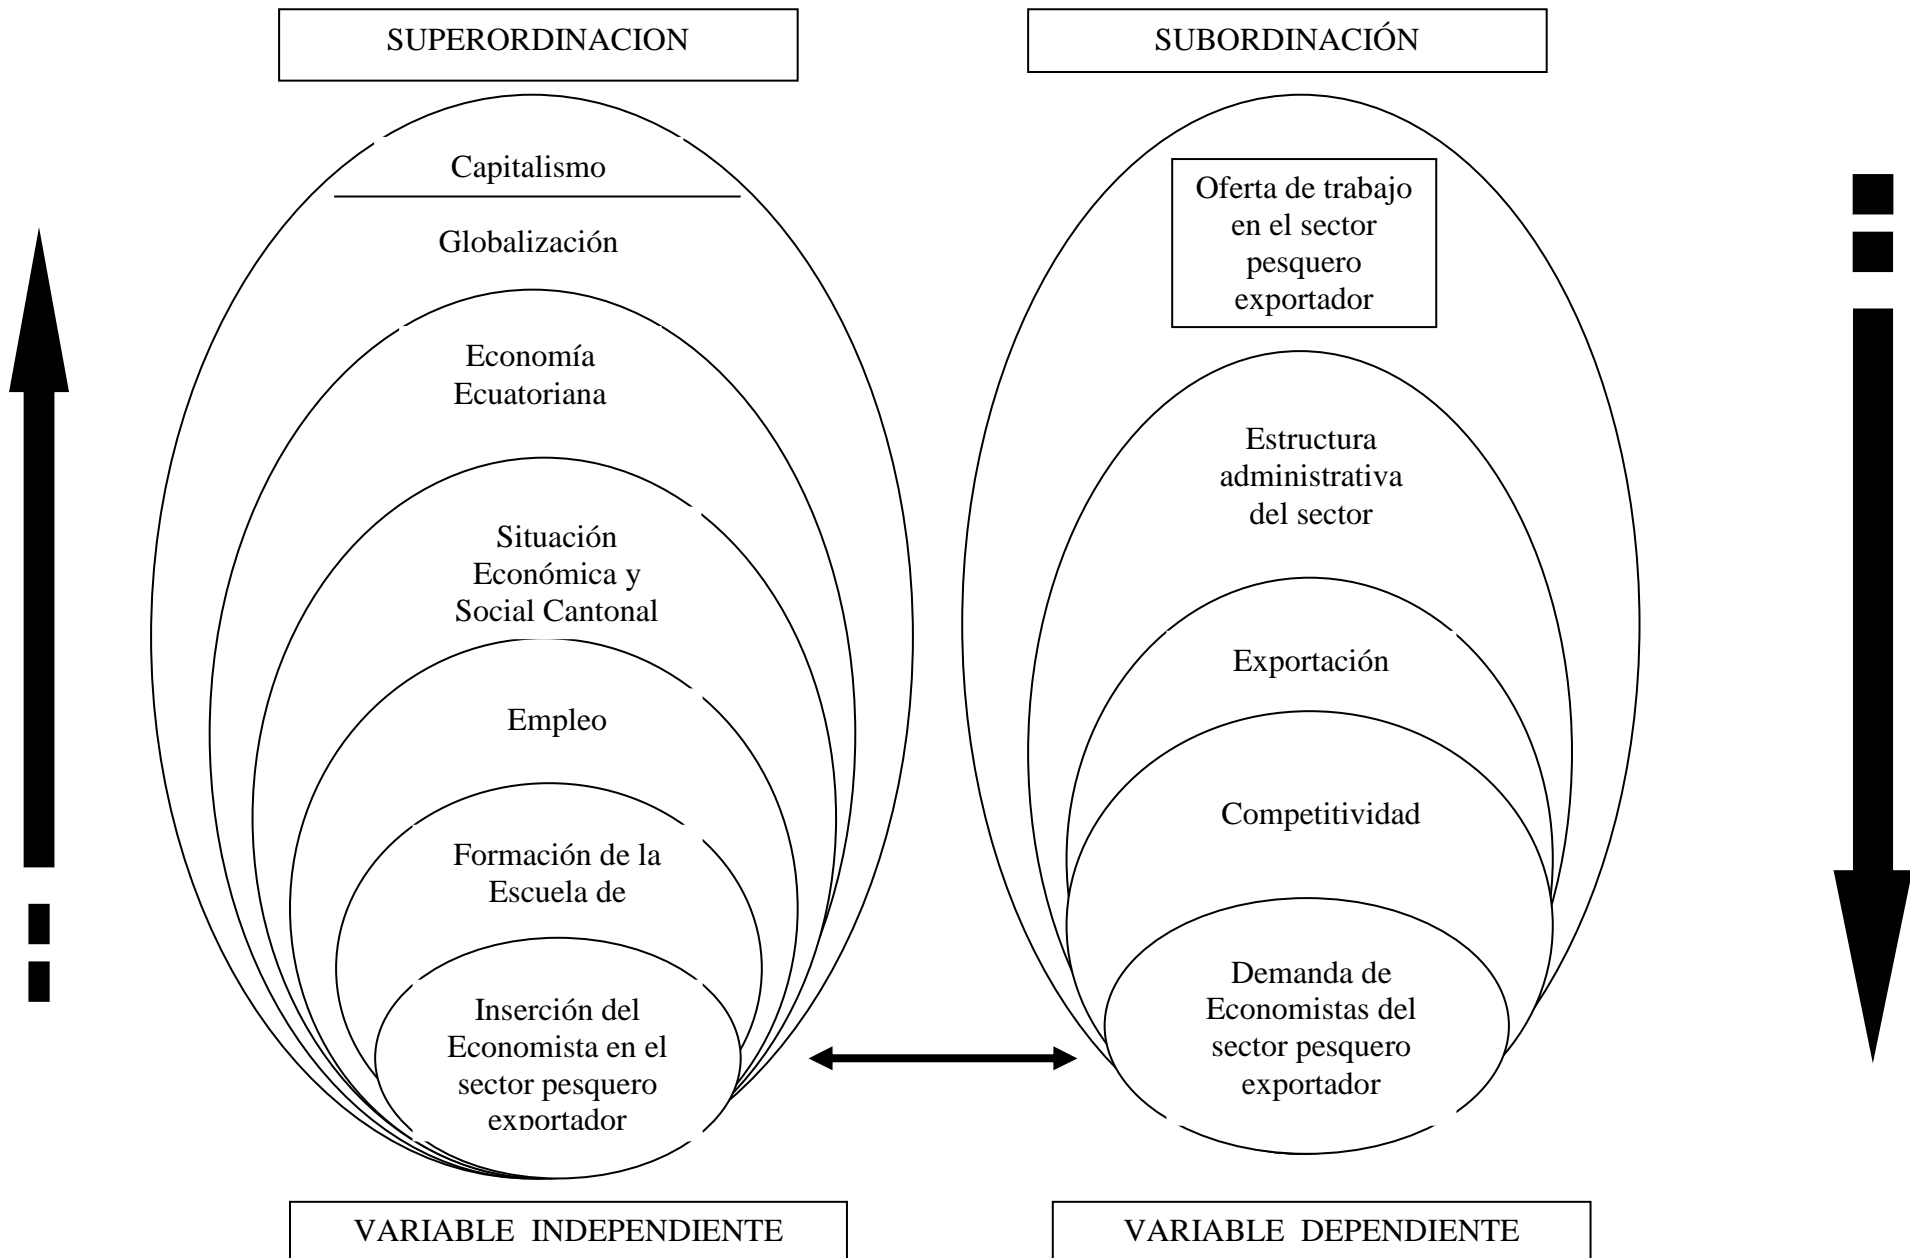 SUPERORDINACION
Capitalismo
Globalización
Economía
Ecuatoriana
Situación
Económica y
Social Cantonal
Empleo
Formación de la
Escuela de
Inserción del
Economista en el
sector pesquero
exportador
VARIABLE INDEPENDIENTE
SUBORDINACIÓN
Oferta de trabajo
en el sector
pesquero
exportador
Estructura
administrativa
del sector
Exportación
Competitividad
Demanda de
Economistas del
sector pesquero
exportador
VARIABLE DEPENDIENTE